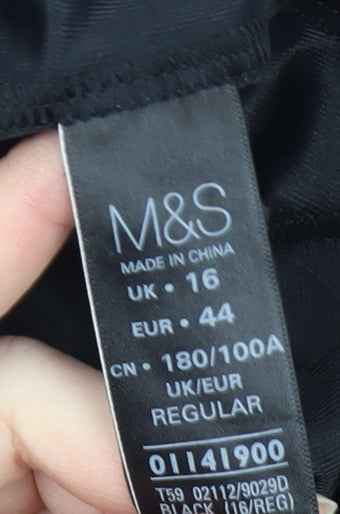 M&S
MADE IN CHINA
UK • 16
EUR • 44
CN • 180/100A
UK/EUR
REGULAR
01141900
T59 02112/9029D
BLACK (16/REG)